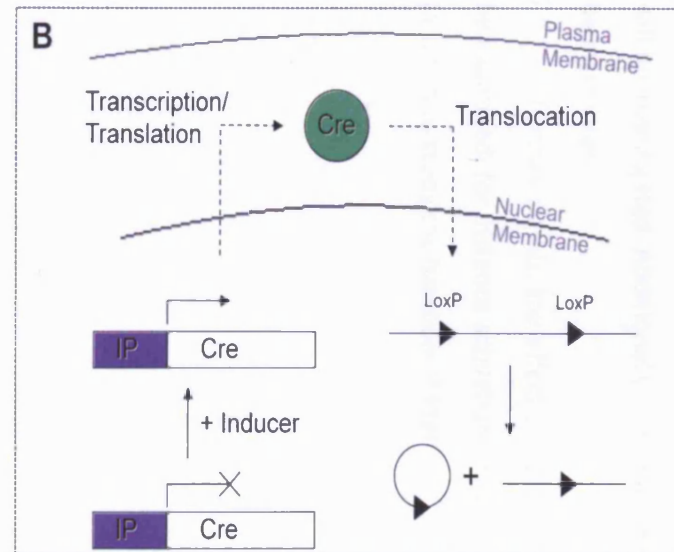 B
Plasma
Membrane
Transcription/
Translation
Cre
Translocation
Nuclear
Membrane
LoxP LoxP
IP Cre
+ Inducer
+
IP Cre